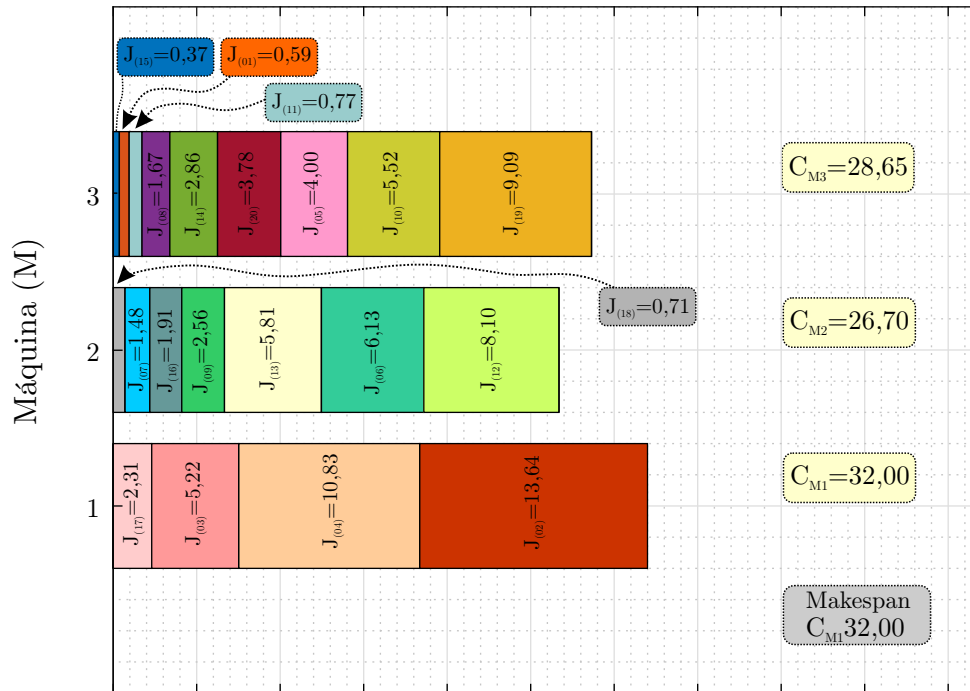 J(15)=0,37
J(01)=0,59
J(11)=0,77
J(08)=1,67
J(14)=2,86
J(20)=3,78
J(05)=4,00
J(10)=5,52
J(19)=9,09
CM3=28,65
3
J(18)=0,71
J(07)=1,48
J(16)=1,91
J(09)=2,56
J(13)=5,81
J(06)=6,13
J(12)=8,10
CM2=26,70
2
Máquina (M)
J(17)=2,31
J(03)=5,22
J(04)=10,83
J(02)=13,64
CM1=32,00
1
Makespan
CM132,00